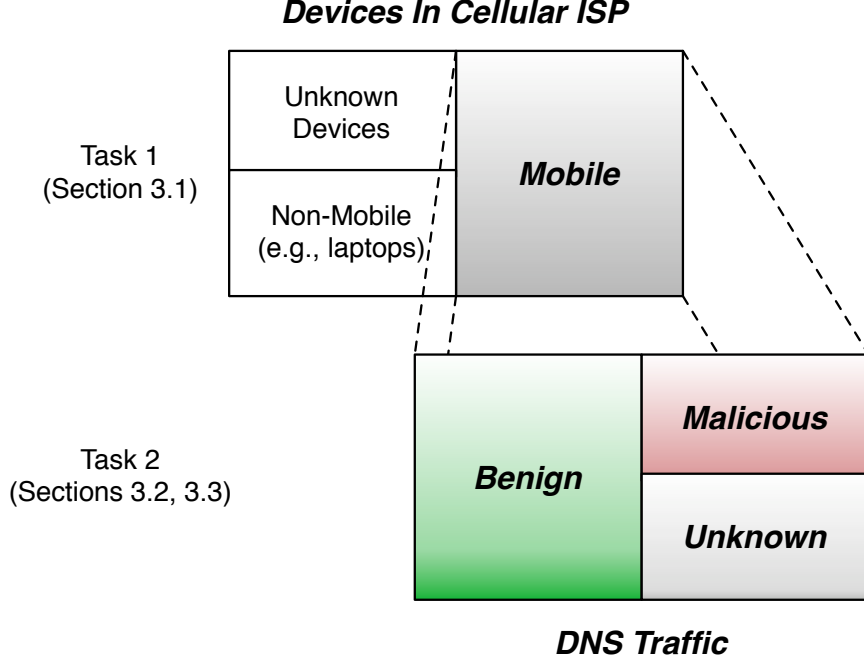 Devices In Cellular ISP
Unknown
Devices
Task 1
(Section 3.1)
Mobile
Non-Mobile
(e.g., laptops)
Malicious
Task 2
(Sections 3.2, 3.3)
Benign
Unknown
DNS Traffic